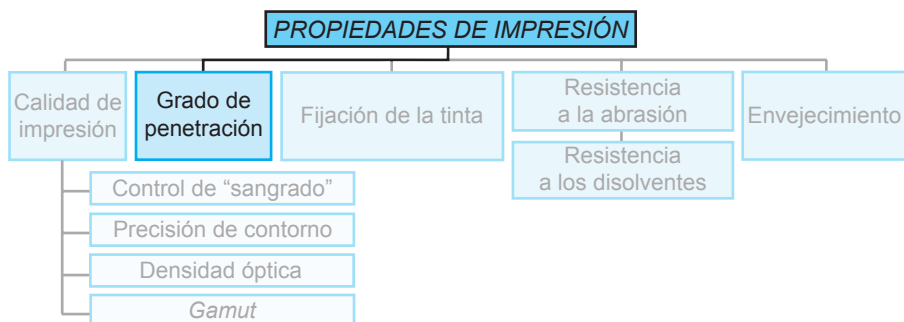 PROPIEDADES DE IMPRESIÓN
Calidad de
impresión
Grado de
penetración
Fijación de la tinta
Resistencia
a la abrasión
Envejecimiento
Resistencia
a los disolventes
Control de “sangrado”
Precisión de contorno
Densidad óptica
Gamut